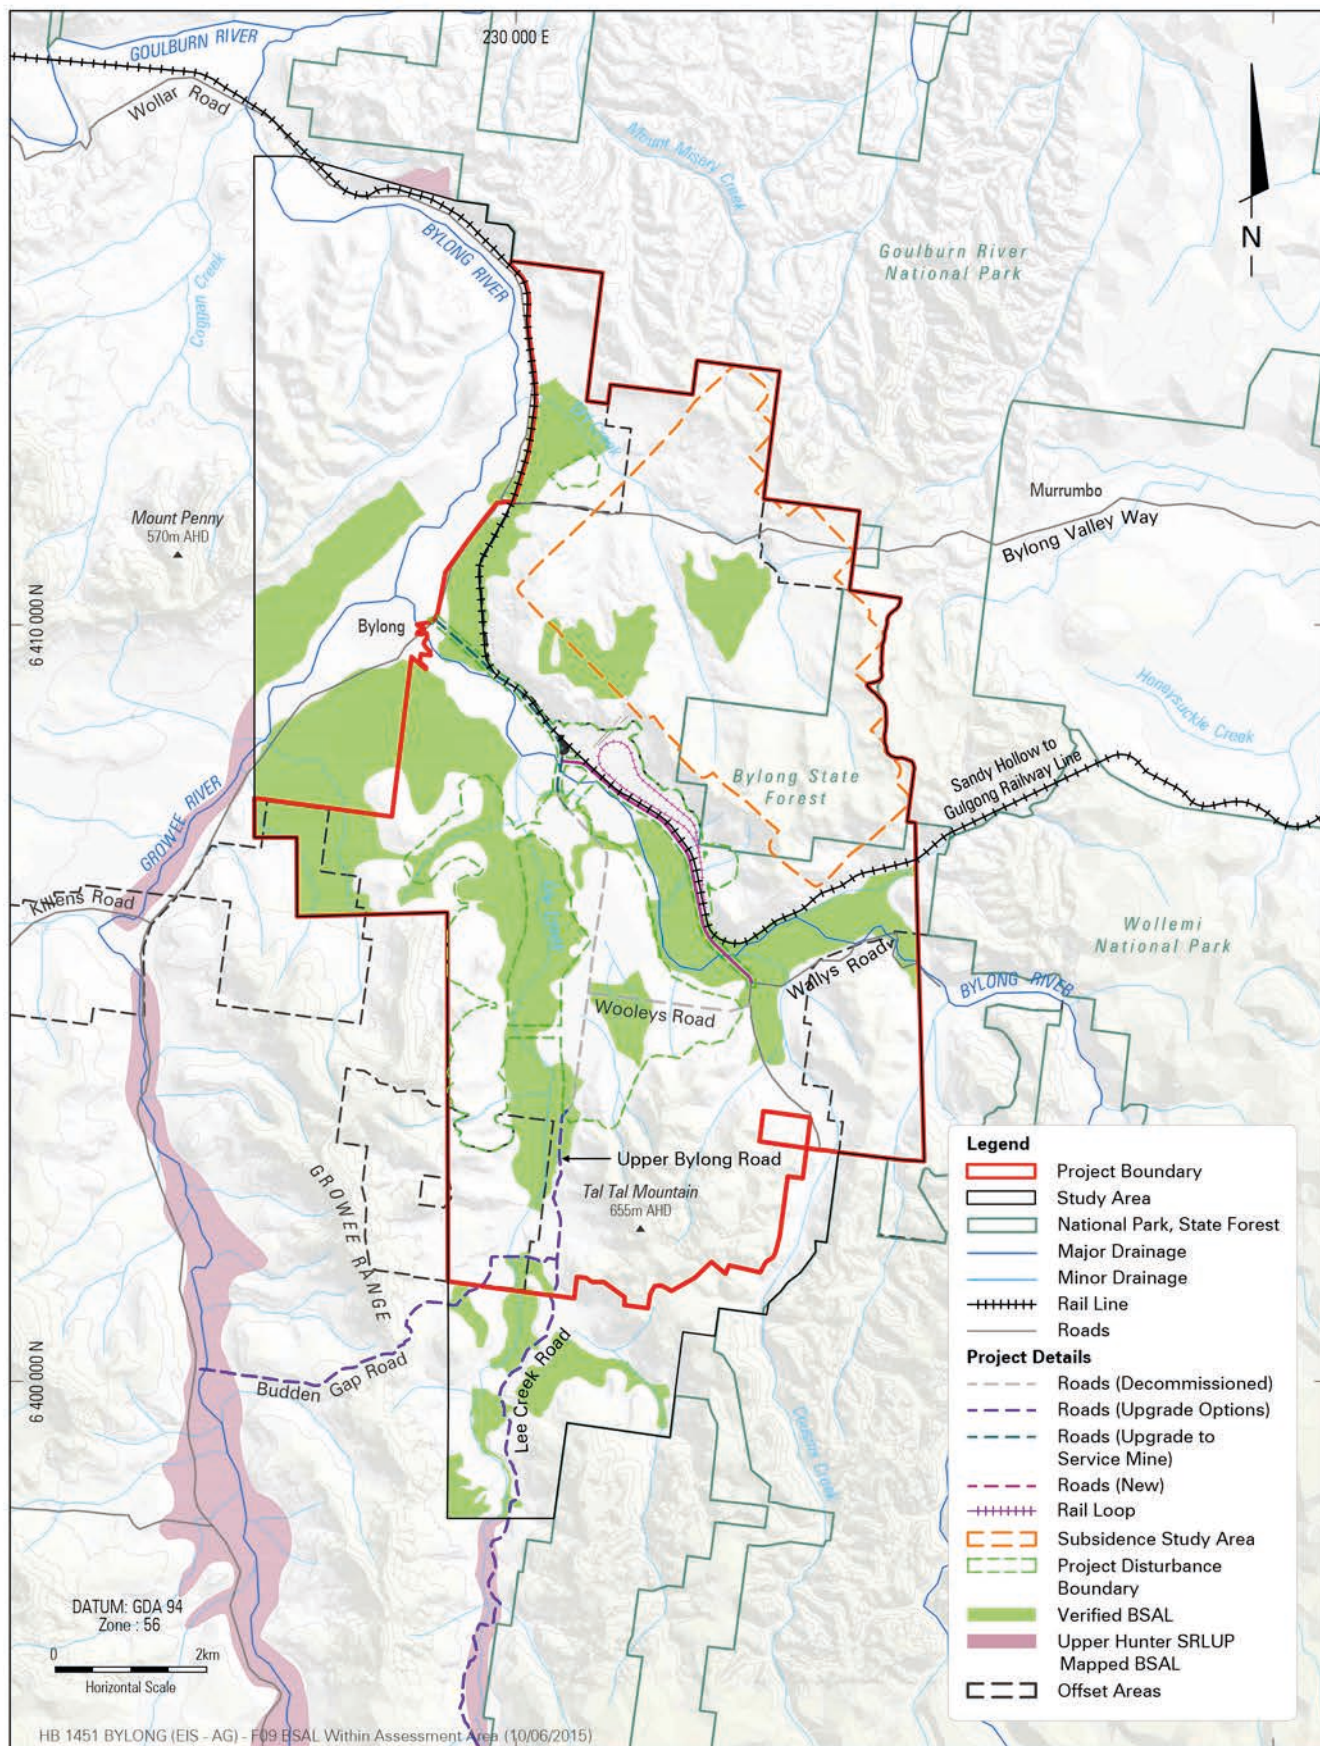 230 000 E
GOULBURN RIVER
Wollar Road
Mount Misery Creek
N
Goulburn River
National Park
BYLONG RIVER
Coggan Creek
Murrumbo
Bylong Valley Way
Mount Penny
570m AHD
6 410 000 N
Bylong
Honeysuckle Creek
Sandy Hollow to
Gulgong Railway Line
Bylong State
Forest
GROWEE RIVER
Killens Road
Wollemi
National Park
Wallys Road
BYLONG RIVER
Wooleys Road
Upper Bylong Road
Tal Tal Mountain
655m AHD
GROWEE RANGE
Lee Creek Road
Budden Gap Road
6 400 000 N
Cousins Creek
Legend
Project Boundary
Study Area
National Park, State Forest
Major Drainage
Minor Drainage
Rail Line
Roads
Project Details
Roads (Decommissioned)
Roads (Upgrade Options)
Roads (Upgrade to
Service Mine)
Roads (New)
Rail Loop
Subsidence Study Area
Project Disturbance
Boundary
Verified BSAL
Upper Hunter SRLUP
Mapped BSAL
Offset Areas
DATUM: GDA 94
Zone : 56
0 2km
Horizontal Scale
HB 1451 BYLONG (EIS - AG) - F09 BSAL Within Assessment Area (10/06/2015)